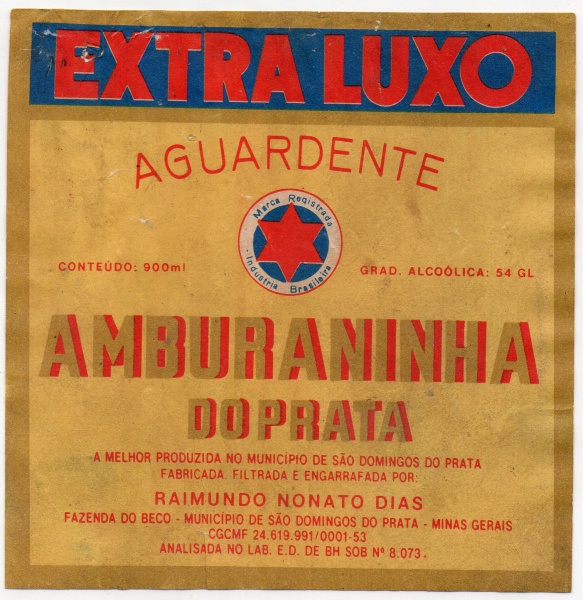 EXTRA LUXO
AGUARDENTE
Marca Registrada
Industria Brasileira
CONTEÚDO: 900ml
GRAD. ALCOÓLICA: 54 GL
AMBURANINHA
DO PRATA
A MELHOR PRODUZIDA NO MUNICÍPIO DE SÃO DOMINGOS DO PRATA
FABRICADA. FILTRADA E ENGARRAFADA POR:
RAIMUNDO NONATO DIAS
FAZENDA DO BECO - MUNICÍPIO DE SÃO DOMINGOS DO PRATA - MINAS GERAIS
CGCMF 24.619.991/0001-53
ANALISADA NO LAB. E.D. DE BH SOB Nº 8.073.